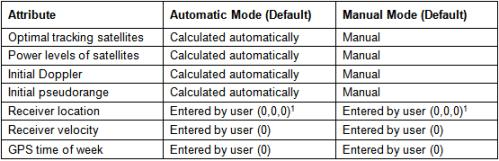 Attribute Automatic Mode (Default) Manual Mode (Default)
Optimal tracking satellites Calculated automatically Manual
Power levels of satellites Calculated automatically Manual
Initial Doppler Calculated automatically Manual
Initial pseudorange Calculated automatically Manual
Receiver location Entered by user (0,0,0)¹ Entered by user (0,0,0)¹
Receiver velocity Entered by user (0) Entered by user (0)
GPS time of week Entered by user (0) Entered by user (0)